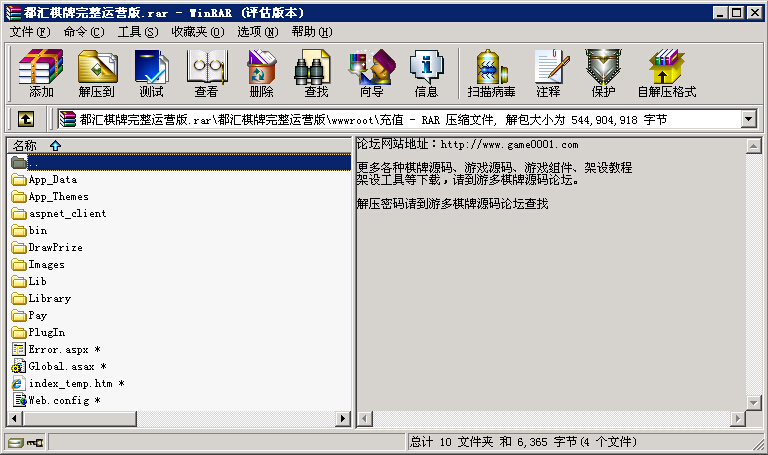 都汇棋牌完整运营版.rar - WinRAR (评估版本)
文件(F) 命令(C) 工具(S) 收藏夹(O) 选项(N) 帮助(H)
添加 解压到 测试 查看 删除 查找 向导 信息 扫描病毒 注释 保护 自解压格式
都汇棋牌完整运营版.rar\都汇棋牌完整运营版\wwwroot\充值 - RAR 压缩文件, 解包大小为 544,904,918 字节
名称
..
App_Data
App_Themes
aspnet_client
bin
DrawPrize
Images
Lib
Library
Pay
PlugIn
Error.aspx *
Global.asax *
index_temp.htm *
Web.config *
论坛网站地址：http://www.game0001.com
更多各种棋牌源码、游戏源码、游戏组件、架设教程
架设工具等下载，请到游多棋牌源码论坛。
解压密码请到游多棋牌源码论坛查找
总计 10 文件夹 和 6,365 字节(4 个文件)